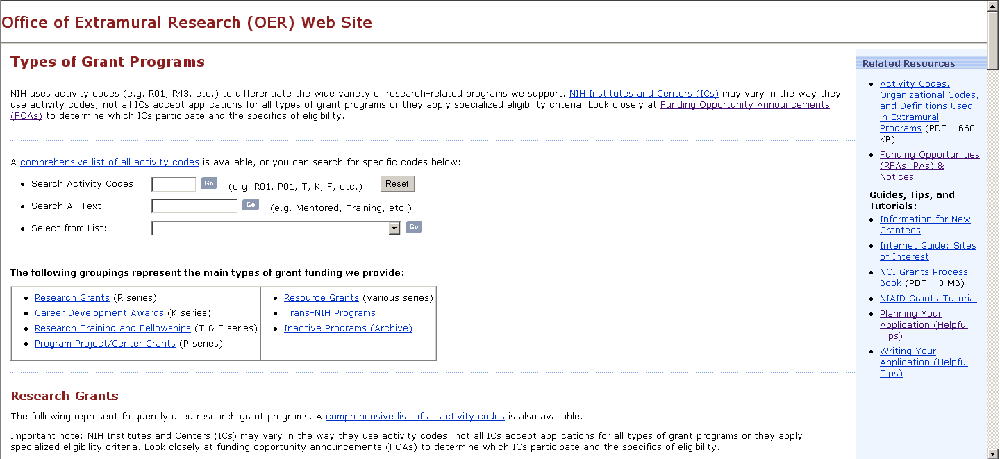 Office of Extramural Research (OER) Web Site
Types of Grant Programs
NIH uses activity codes (e.g. R01, R43, etc.) to differentiate the wide variety of research-related programs we support. NIH Institutes and Centers (ICs) may vary in the way they
use activity codes; not all ICs accept applications for all types of grant programs or they apply specialized eligibility criteria. Look closely at Funding Opportunity Announcements
(FOAs) to determine which ICs participate and the specifics of eligibility.
A comprehensive list of all activity codes is available, or you can search for specific codes below:
Search Activity Codes: Go (e.g. R01, P01, T, K, F, etc.) Reset
Search All Text: Go (e.g. Mentored, Training, etc.)
Select from List: Go
The following groupings represent the main types of grant funding we provide:
Research Grants (R series)
Career Development Awards (K series)
Research Training and Fellowships (T & F series)
Program Project/Center Grants (P series)
Resource Grants (various series)
Trans-NIH Programs
Inactive Programs (Archive)
Research Grants
The following represent frequently used research grant programs. A comprehensive list of all activity codes is also available.
Important note: NIH Institutes and Centers (ICs) may vary in the way they use activity codes; not all ICs accept applications for all types of grant programs or they apply
specialized eligibility criteria. Look closely at funding opportunity announcements (FOAs) to determine which ICs participate and the specifics of eligibility.
Related Resources
Activity Codes,
Organizational Codes,
and Definitions Used
in Extramural
Programs (PDF - 668
KB)
Funding Opportunities
(RFAs, PAs) &
Notices
Guides, Tips, and
Tutorials:
Information for New
Grantees
Internet Guide: Sites
of Interest
NCI Grants Process
Book (PDF - 3 MB)
NIAID Grants Tutorial
Planning Your
Application (Helpful
Tips)
Writing Your
Application (Helpful
Tips)